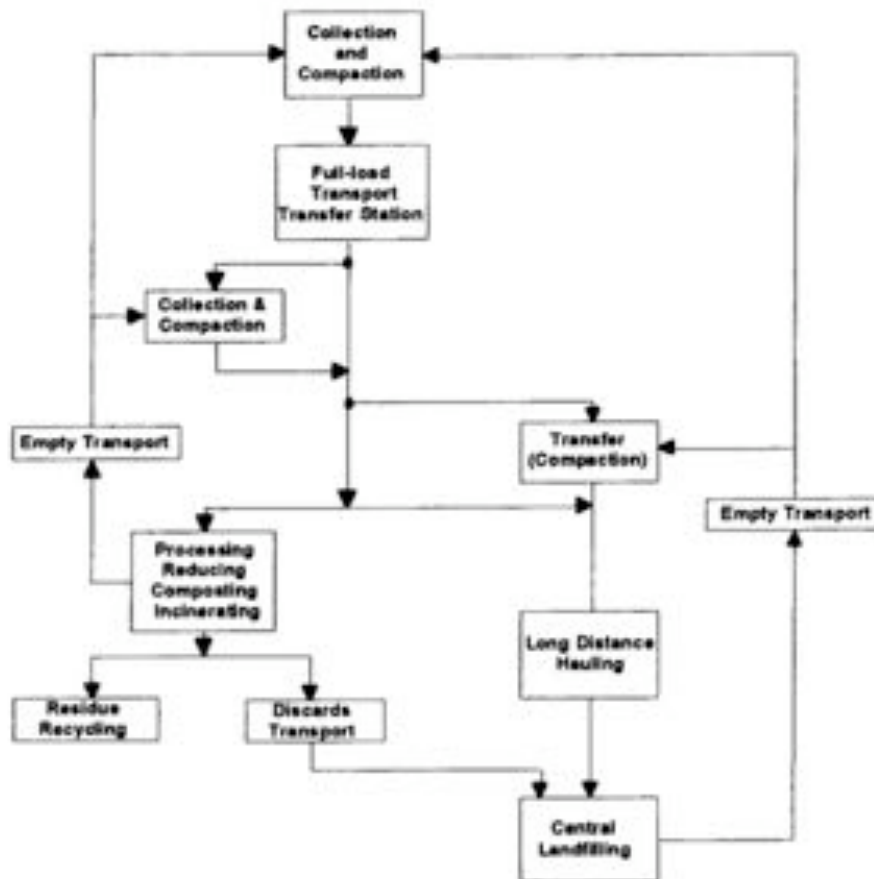 Collection
and
Compaction
Full-load
Transport
Transfer Station
Collection &
Compaction
Empty Transport
Transfer
(Compaction)
Empty Transport
Processing
Reducing
Composting
Incinerating
Long Distance
Hauling
Residue
Recycling
Discards
Transport
Central
Landfilling